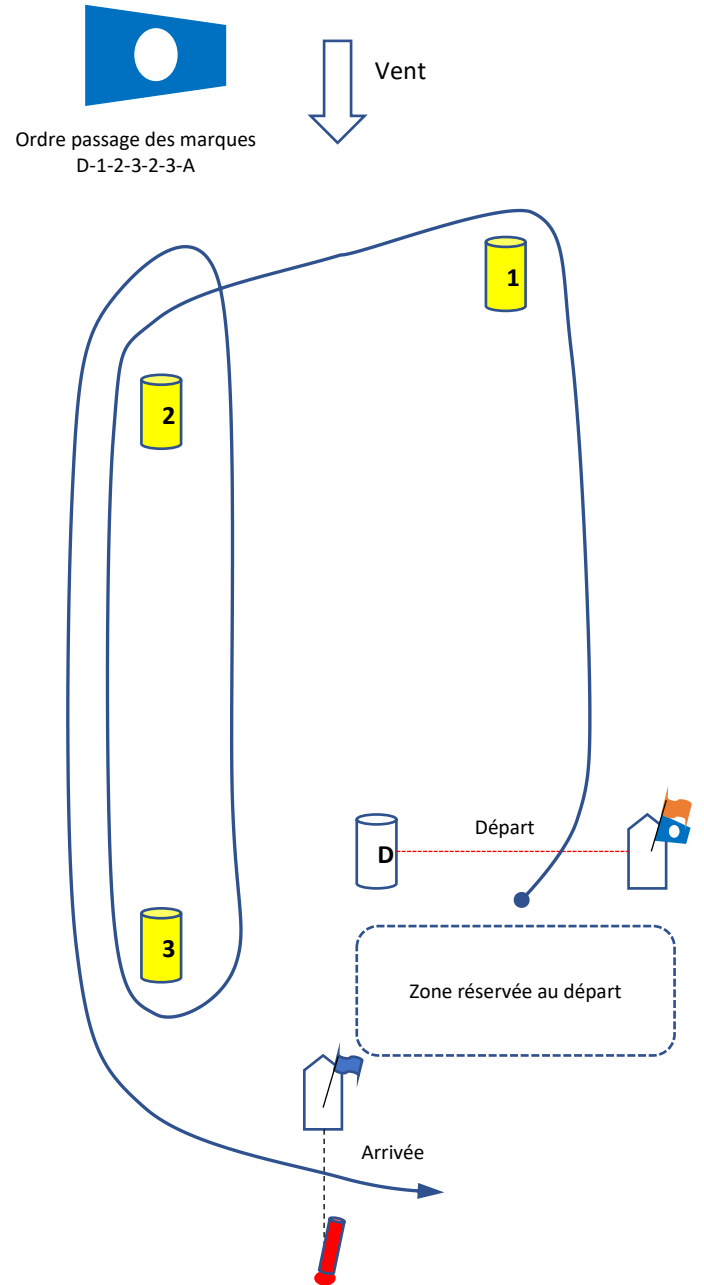 Vent
Ordre passage des marques
D-1-2-3-2-3-A
1
2
Départ
D
3
Zone réservée au départ
Arrivée